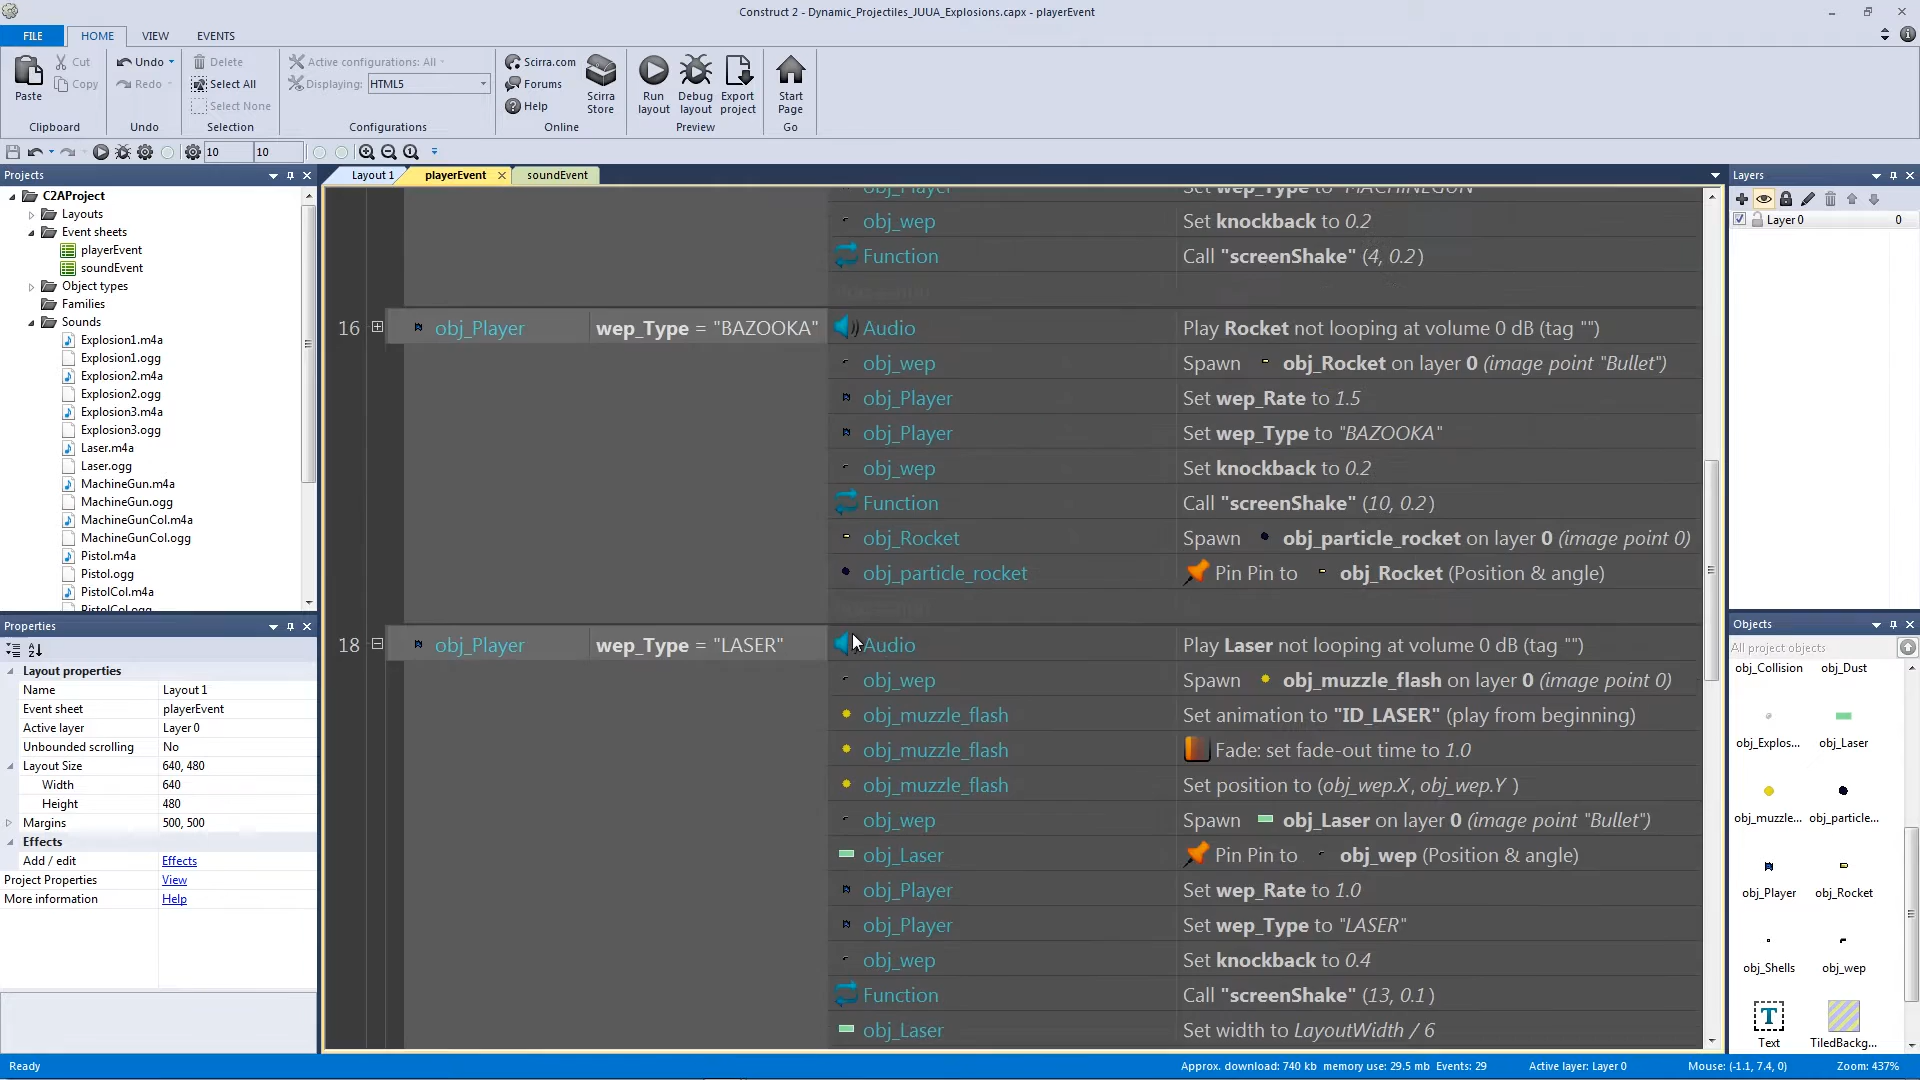 Construct 2 - Dynamic_Projectiles_JUUA_Explosions.capx - playerEvent
FILE HOME VIEW EVENTS
Paste Cut Copy Clipboard
Undo Redo Undo
Delete Select All Select None Selection
Active configurations: All
Displaying: HTML5
Configurations
Scirra.com Forums Help Scirra Store Online
Run layout Debug layout Export project Preview
Start Page Go
10 10
Projects
C2AProject
Layouts
Event sheets
playerEvent
soundEvent
Object types
Families
Sounds
Explosion1.m4a
Explosion1.ogg
Explosion2.m4a
Explosion2.ogg
Explosion3.m4a
Explosion3.ogg
Laser.m4a
Laser.ogg
MachineGun.m4a
MachineGun.ogg
MachineGunCol.m4a
MachineGunCol.ogg
Pistol.m4a
Pistol.ogg
PistolCol.m4a
PistolCol.ogg
Properties
Layout properties
Name Layout 1
Event sheet playerEvent
Active layer Layer 0
Unbounded scrolling No
Layout Size 640, 480
Width 640
Height 480
Margins 500, 500
Effects
Add / edit Effects
Project Properties View
More information Help
Layout 1 playerEvent soundEvent
obj_Player Set wep_Type to "MACHINEGUN"
obj_wep Set knockback to 0.2
Function Call "screenShake" (4, 0.2)
16 obj_Player wep_Type = "BAZOOKA" Audio Play Rocket not looping at volume 0 dB (tag "")
obj_wep Spawn obj_Rocket on layer 0 (image point "Bullet")
obj_Player Set wep_Rate to 1.5
obj_Player Set wep_Type to "BAZOOKA"
obj_wep Set knockback to 0.2
Function Call "screenShake" (10, 0.2)
obj_Rocket Spawn obj_particle_rocket on layer 0 (image point 0)
obj_particle_rocket Pin Pin to obj_Rocket (Position & angle)
18 obj_Player wep_Type = "LASER" Audio Play Laser not looping at volume 0 dB (tag "")
obj_wep Spawn obj_muzzle_flash on layer 0 (image point 0)
obj_muzzle_flash Set animation to "ID_LASER" (play from beginning)
obj_muzzle_flash Fade: set fade-out time to 1.0
obj_muzzle_flash Set position to (obj_wep.X, obj_wep.Y )
obj_wep Spawn obj_Laser on layer 0 (image point "Bullet")
obj_Laser Pin Pin to obj_wep (Position & angle)
obj_Player Set wep_Rate to 1.0
obj_Player Set wep_Type to "LASER"
obj_wep Set knockback to 0.4
Function Call "screenShake" (13, 0.1)
obj_Laser Set width to LayoutWidth / 6
Layers
Layer 0 0
Objects
All project objects
obj_Collision obj_Dust
obj_Explos... obj_Laser
obj_muzzle... obj_particle...
obj_Player obj_Rocket
obj_Shells obj_wep
T
Text TiledBackg...
Ready Approx. download: 740 kb memory use: 29.5 mb Events: 29 Active layer: Layer 0 Mouse: (-1.1, 7.4, 0) Zoom: 437%